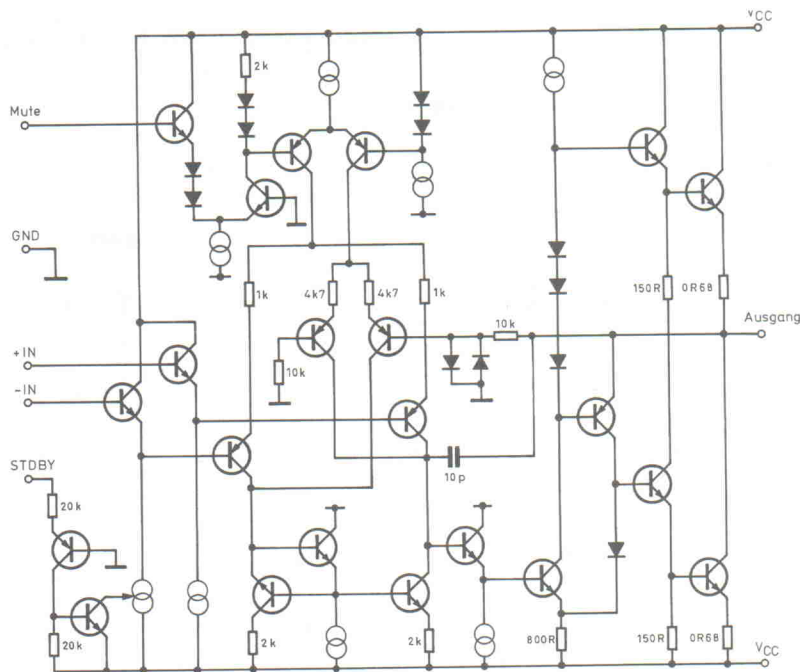 VCC
2k
Mute
GND
1k
4k7
4k7
1k
150R
0R68
10k
Ausgang
+IN
10k
-IN
STDBY
10p
20k
20k
2k
2k
800R
150R
0R68
VCC